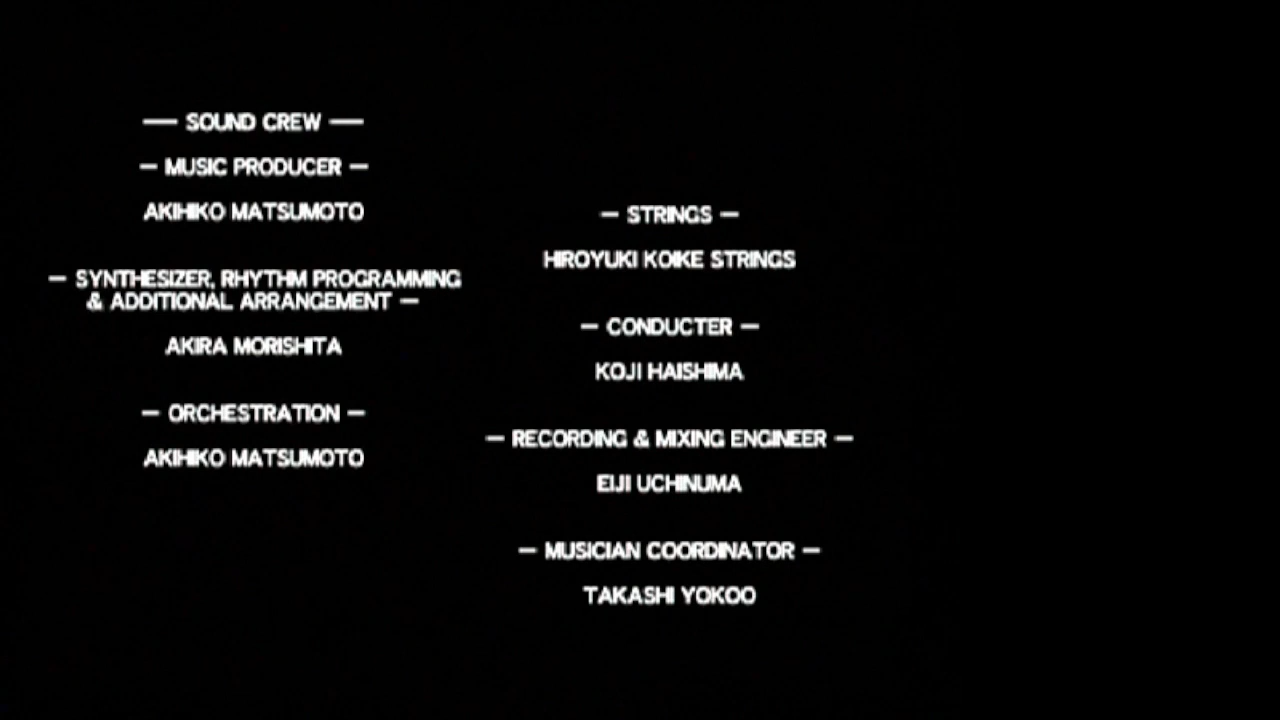 — SOUND CREW —
— MUSIC PRODUCER —
AKIHIKO MATSUMOTO
— SYNTHESIZER, RHYTHM PROGRAMMING
& ADDITIONAL ARRANGEMENT —
AKIRA MORISHITA
— ORCHESTRATION —
AKIHIKO MATSUMOTO
— STRINGS —
HIROYUKI KOIKE STRINGS
— CONDUCTER —
KOJI HAISHIMA
— RECORDING & MIXING ENGINEER —
EIJI UCHINUMA
— MUSICIAN COORDINATOR —
TAKASHI YOKOO